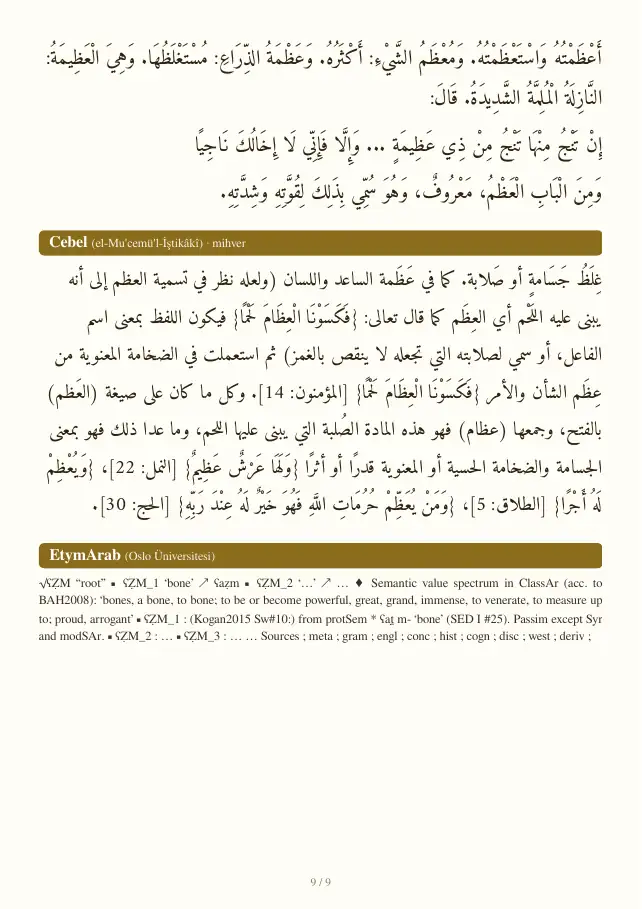 أَعْظَمْتُهُ وَاسْتَعْظَمْتُهُ. وَمُعْظَمُ الشَّيْءِ: أَكْثَرُهُ. وَعَظْمَةُ الذِّرَاعِ: مُسْتَغْلَظُهَا. وَهِيَ الْعَظِيمَةُ:
النَّازِلَةُ الْمُلِمَّةُ الشَّدِيدَةُ. قَالَ:
إِنْ تَنْجُ مِنْهَا تَنْجُ مِنْ ذِي عَظِيمَةٍ ... وَإِلَّا فَإِنِّي لَا إِخَالُكَ نَاجِيًا
وَمِنَ الْبَابِ الْعَظْمُ، مَعْرُوفٌ، وَهُوَ سُمِّيَ بِذَلِكَ لِقُوَّتِهِ وَشِدَّتِهِ.
Cebel (el-Mu'cemü'l-İştikâkî) · mihver
غِلَظُ جَسَامةٍ أو صَلابة. كما في عَظَمة الساعد واللسان (ولعله نظر في تسمية العظم إلى أنه
يبنى عليه اللَحْم أي العِظَم كما قال تعالى: {فَكَسَوْنَا الْعِظَامَ لَحْمًا} فيكون اللفظ بمعنى اسم
الفاعل، أو سمي لصلابته التي تجعله لا ينقص بالغمز) ثم استعملت في الضخامة المعنوية من
عِظَم الشأن والأمر {فَكَسَوْنَا الْعِظَامَ لَحْمًا} [المؤمنون: 14]. وكل ما كان على صيغة (العَظم)
بالفتح، وجمعها (عظام) فهو هذه المادة الصُلبة التي يبنى عليها اللحم، وما عدا ذلك فهو بمعنى
الجسامة والضخامة الحسية أو المعنوية قدرًا أو أثرًا {وَلَهَا عَرْشٌ عَظِيمٌ} [النمل: 22]، {وَيُعْظِمْ
لَهُ أَجْرًا} [الطلاق: 5]، {وَمَنْ يُعَظِّمْ حُرُمَاتِ اللَّهِ فَهُوَ خَيْرٌ لَهُ عِنْدَ رَبِّهِ} [الحج: 30].
EtymArab (Oslo Üniversitesi)
√ʕẒM “root” ▪ ʕẒM_1 ‘bone’ ↗ ʕaẓm ▪ ʕẒM_2 ‘…’ ↗ … ♦ Semantic value spectrum in ClassAr (acc. to
BAH2008): ‘bones, a bone, to bone; to be or become powerful, great, grand, immense, to venerate, to measure up
to; proud, arrogant’ ▪ ʕẒM_1 : (Kogan2015 Sw#10:) from protSem * ʕaṯ̣m- ‘bone’ (SED I #25). Passim except Syr
and modSAr. ▪ ʕẒM_2 : … ▪ ʕẒM_3 : … … Sources ; meta ; gram ; engl ; conc ; hist ; cogn ; disc ; west ; deriv ;
9 / 9